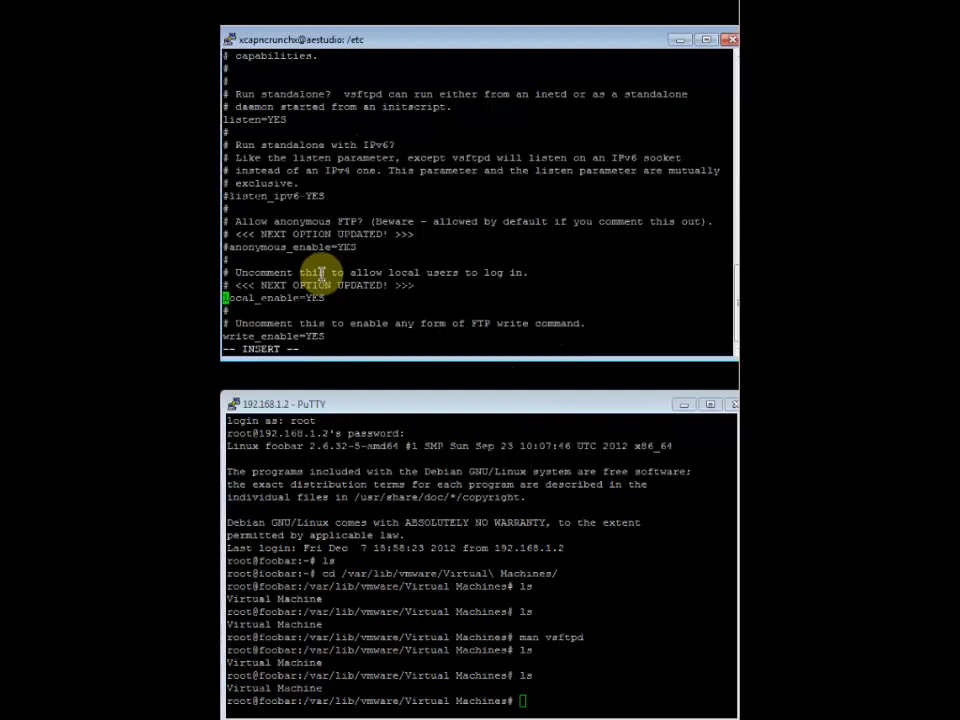 xcapncrunchx@aestudio: /etc
# capabilities.
#
#
# Run standalone?  vsftpd can run either from an inetd or as a standalone
# daemon started from an initscript.
listen=YES
#
# Run standalone with IPv6?
# Like the listen parameter, except vsftpd will listen on an IPv6 socket
# instead of an IPv4 one. This parameter and the listen parameter are mutually
# exclusive.
#listen_ipv6=YES
#
# Allow anonymous FTP? (Beware - allowed by default if you comment this out).
# <<< NEXT OPTION UPDATED! >>>
#anonymous_enable=YES
#
# Uncomment this to allow local users to log in.
# <<< NEXT OPTION UPDATED! >>>
local_enable=YES
#
# Uncomment this to enable any form of FTP write command.
write_enable=YES
-- INSERT --
192.168.1.2 - PuTTY
login as: root
root@192.168.1.2's password:
Linux foobar 2.6.32-5-amd64 #1 SMP Sun Sep 23 10:07:46 UTC 2012 x86_64
The programs included with the Debian GNU/Linux system are free software;
the exact distribution terms for each program are described in the
individual files in /usr/share/doc/*/copyright.
Debian GNU/Linux comes with ABSOLUTELY NO WARRANTY, to the extent
permitted by applicable law.
Last login: Fri Dec  7 15:58:23 2012 from 192.168.1.2
root@foobar:~# ls
root@foobar:~# cd /var/lib/vmware/Virtual\ Machines/
root@foobar:/var/lib/vmware/Virtual Machines# ls
Virtual Machine
root@foobar:/var/lib/vmware/Virtual Machines# ls
Virtual Machine
root@foobar:/var/lib/vmware/Virtual Machines# man vsftpd
root@foobar:/var/lib/vmware/Virtual Machines# ls
Virtual Machine
root@foobar:/var/lib/vmware/Virtual Machines# ls
Virtual Machine
root@foobar:/var/lib/vmware/Virtual Machines#